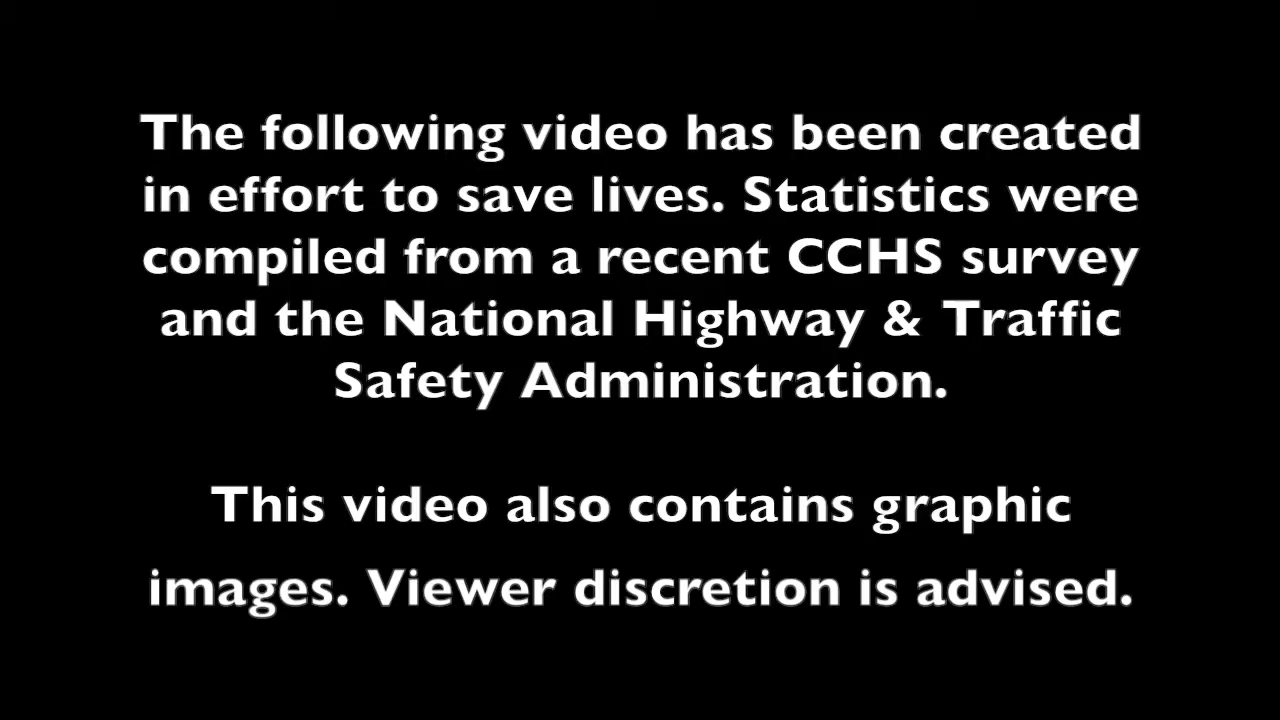 The following video has been created
in effort to save lives. Statistics were
compiled from a recent CCHS survey
and the National Highway & Traffic
Safety Administration.
This video also contains graphic
images. Viewer discretion is advised.